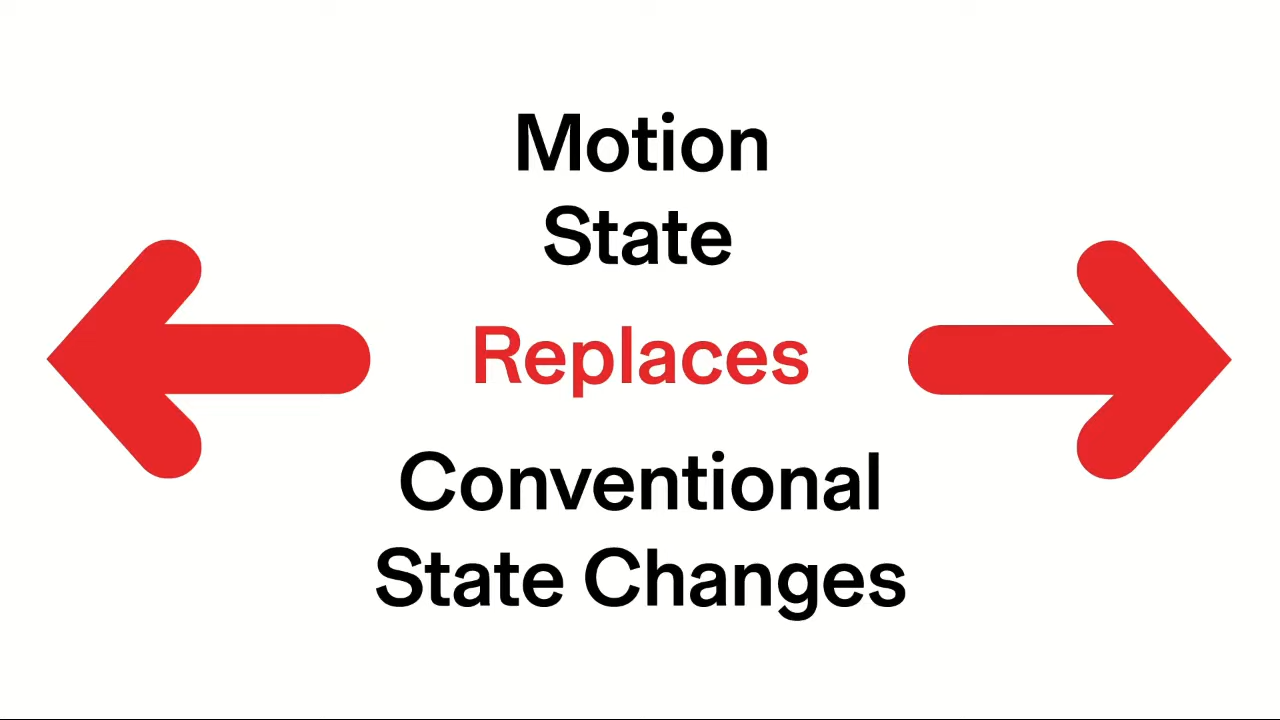 Motion
State
Replaces
Conventional
State Changes